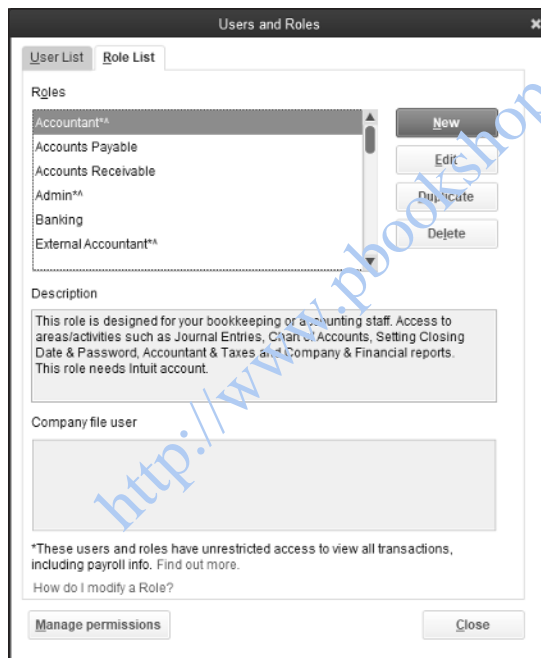 Users and Roles
User List
Role List
Roles
Accountant*^
Accounts Payable
Accounts Receivable
Admin*^
Banking
External Accountant*^
New
Edit
Duplicate
Delete
Description
This role is designed for your bookkeeping or accounting staff. Access to
areas/activities such as Journal Entries, Chart of Accounts, Setting Closing
Date & Password, Accountant & Taxes and Company & Financial reports.
This role needs Intuit account.
Company file user
*These users and roles have unrestricted access to view all transactions,
including payroll info. Find out more.
How do I modify a Role?
Manage permissions
Close
http://www.pbookshop